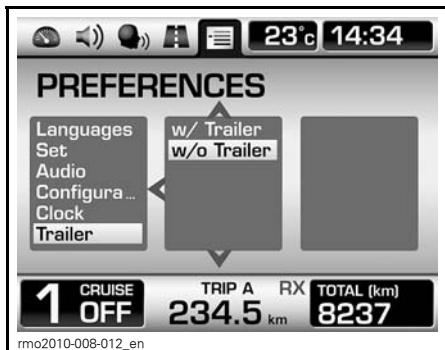 23°c 14:34
PREFERENCES
Languages
Set
Audio
Configura...
Clock
Trailer
w/ Trailer
w/o Trailer
1 CRUISE OFF
TRIP A
234.5 km
RX
TOTAL (km)
8237
rmo2010-008-012_en